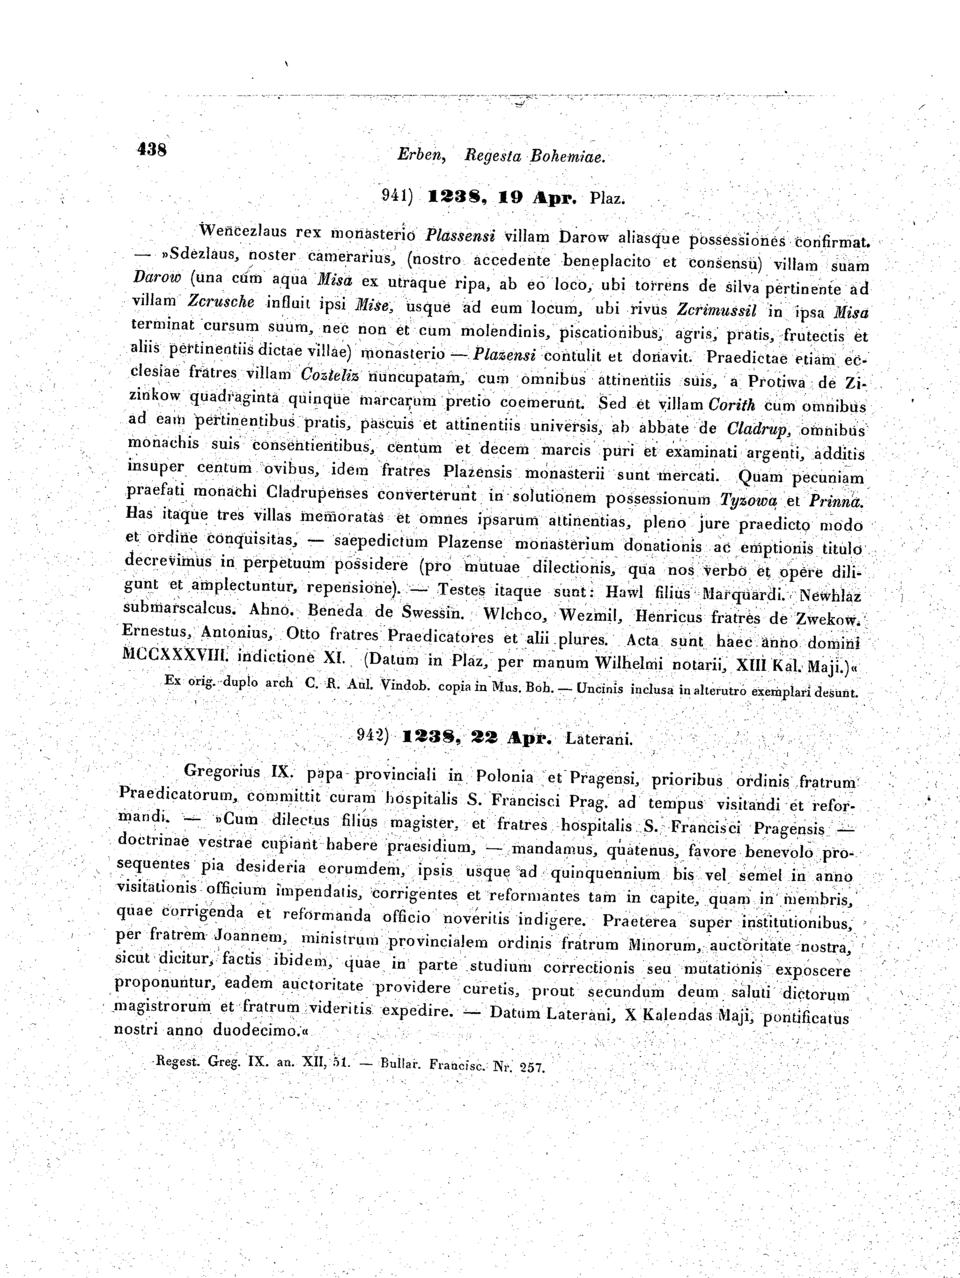 438
Erben, Regesta Bohemiae.
941) 1238, 19 Apr. Plaz.
Wencezlaus rex monasterio Plassensi villam Darow aliasque possessiones confirmat.
— »Sdezlaus, noster camerarius, (nostro accedente beneplacito et consensu) villam suam
Darow (una cum aqua Misa ex utraque ripa, ab eo loco, ubi torrens de silva pertinente ad
villam Zcrusche influit ipsi Mise, usque ad eum locum, ubi rivus Zcrimussil in ipsa Misa
terminat cursum suum, nec non et cum molendinis, piscationibus, agris, pratis, frutectis et
aliis pertinentiis dictae villae) monasterio — Plazensi contulit et donavit. Praedictae etiam ec-
clesiae fratres villam Cozteliz nuncupatam, cum omnibus attinentiis suis, a Protiwa de Zi-
zinkow quadraginta quinque marcarum pretio coemerunt. Sed et villam Corith cum omnibus
ad eam pertinentibus pratis, pascuis et attinentiis universis, ab abbate de Cladrup, omnibus
monachis suis consentientibus, centum et decem marcis puri et examinati argenti, additis
insuper centum ovibus, idem fratres Plazensis monasterii sunt mercati. Quam pecuniam
praefati monachi Cladrupenses converterunt in solutionem possessionum Tyzowa et Prinna.
Has itaque tres villas memoratas et omnes ipsarum attinentias, pleno jure praedicto modo
et ordine conquisitas, — saepedictum Plazense monasterium donationis ac emptionis titulo
decrevimus in perpetuum possidere (pro mutuae dilectionis, qua nos verbo et opere dili-
gunt et amplectuntur, repensione). — Testes itaque sunt: Hawl filius Marquardi. Newhlaz
submarscalcus. Ahno. Beneda de Swessin. Wlchco, Wezmil, Henricus fratres de Zwekow.
Ernestus, Antonius, Otto fratres Praedicatores et alii plures. Acta sunt haec anno domini
MCCXXXVIII. indictione XI. (Datum in Plaz, per manum Wilhelmi notarii, XIII Kal. Maji.)«
Ex orig. duplo arch C. R. Aul. Vindob. copia in Mus. Boh. — Uncinis inclusa in alterutro exemplari desunt.
942) 1238, 22 Apr. Laterani.
Gregorius IX. papa provinciali in Polonia et Pragensi, prioribus ordinis fratrum
Praedicatorum, committit curam hospitalis S. Francisci Prag. ad tempus visitandi et refor-
mandi. — »Cum dilectus filius magister, et fratres hospitalis S. Francisci Pragensis —
doctrinae vestrae cupiant habere praesidium, — mandamus, quatenus, favore benevolo pro-
sequentes pia desideria eorumdem, ipsis usque ad quinquennium bis vel semel in anno
visitationis officium impendatis, corrigentes et reformantes tam in capite, quam in membris,
quae corrigenda et reformanda officio noveritis indigere. Praeterea super institutionibus,
per fratrem Joannem, ministrum provincialem ordinis fratrum Minorum, auctoritate nostra,
sicut dicitur, factis ibidem, quae in parte studium correctionis seu mutationis exposcere
proponuntur, eadem auctoritate providere curetis, prout secundum deum saluti dictorum
magistrorum et fratrum videritis expedire. — Datum Laterani, X Kalendas Maji, pontificatus
nostri anno duodecimo.«
Regest. Greg. IX. an. XII, 51. — Bullar. Francisc. Nr. 257.